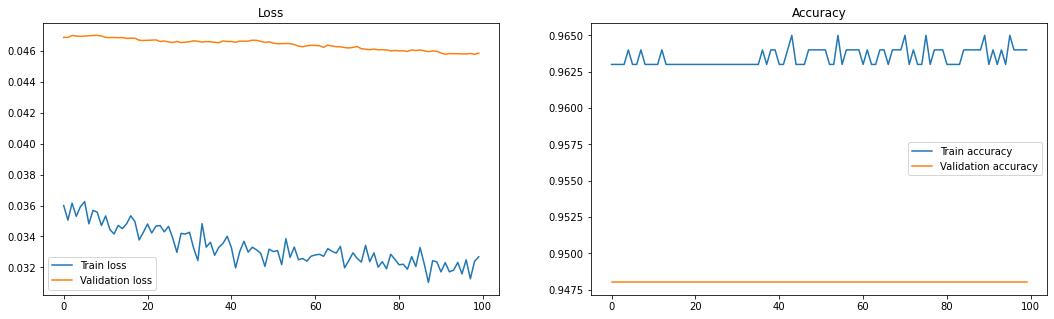 Loss
0.046
0.044
0.042
0.040
0.038
0.036
0.034
0.032
Train loss
Validation loss
0 20 40 60 80 100
Accuracy
0.9650
0.9625
0.9600
0.9575
0.9550
0.9525
0.9500
0.9475
Train accuracy
Validation accuracy
0 20 40 60 80 100